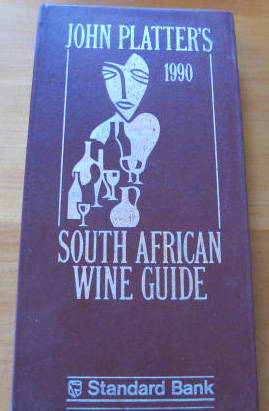 JOHN PLATTER'S
1990
SOUTH AFRICAN
WINE GUIDE
Standard Bank